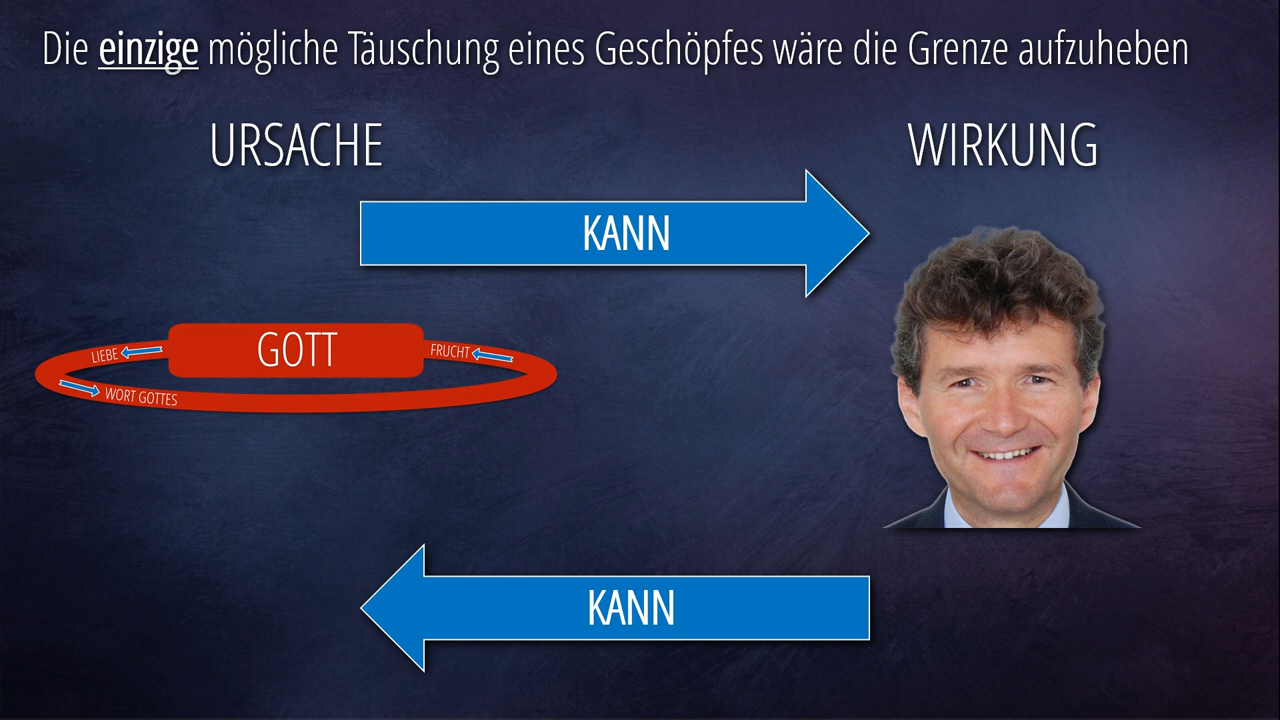 Die einzige mögliche Täuschung eines Geschöpfes wäre die Grenze aufzuheben
URSACHE
WIRKUNG
KANN
GOTT
LIEBE
FRUCHT
WORT GOTTES
KANN